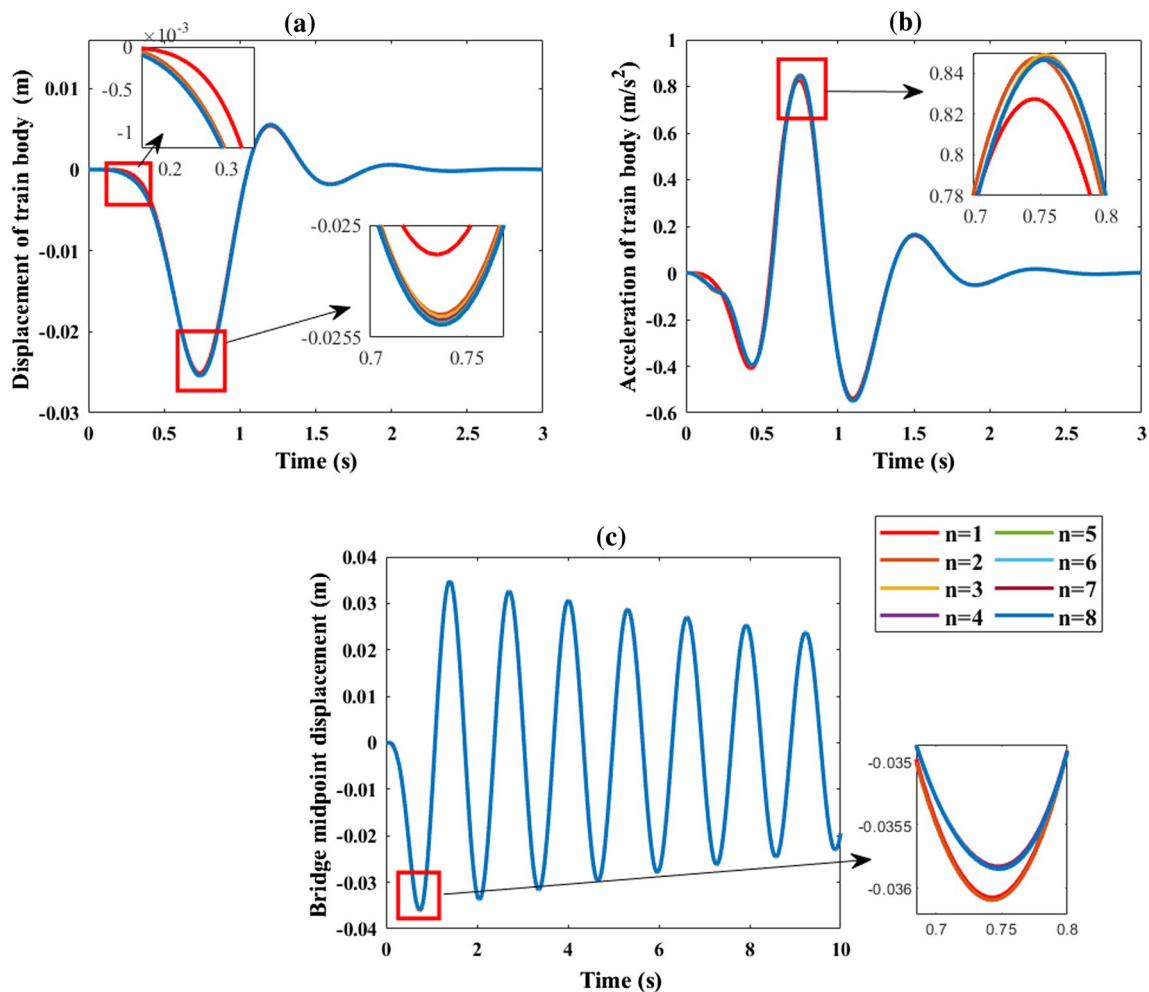 (a)
×10⁻³
0
-0.5
-1
0.2 0.3
0.01
0
-0.01
-0.02
-0.03
-0.025
-0.0255
0.7 0.75
0 0.5 1 1.5 2 2.5 3
Time (s)
Displacement of train body (m)
(b)
1
0.8
0.6
0.4
0.2
0
-0.2
-0.4
-0.6
0.84
0.82
0.8
0.78
0.7 0.75 0.8
0 0.5 1 1.5 2 2.5 3
Time (s)
Acceleration of train body (m/s²)
(c)
0.04
0.03
0.02
0.01
0
-0.01
-0.02
-0.03
-0.04
0 2 4 6 8 10
Time (s)
Bridge midpoint displacement (m)
n=1 n=5
n=2 n=6
n=3 n=7
n=4 n=8
-0.035
-0.0355
-0.036
0.7 0.75 0.8